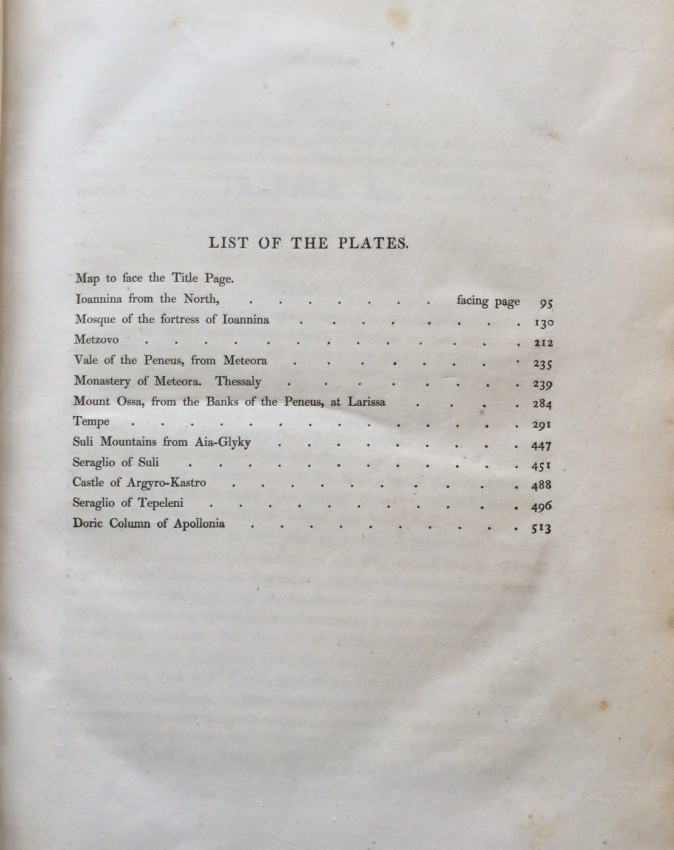 LIST OF THE PLATES.
Map to face the Title Page.
Ioannina from the North, . . . . . . . facing page 95
Mosque of the fortress of Ioannina . . . . . . . . 130
Metzovo . . . . . . . . . . . . . 212
Vale of the Peneus, from Meteora . . . . . . . . 235
Monastery of Meteora. Thessaly . . . . . . . . 239
Mount Ossa, from the Banks of the Peneus, at Larissa . . . . 284
Tempe . . . . . . . . . . . . . . 291
Suli Mountains from Aia-Glyky . . . . . . . . . 447
Seraglio of Suli . . . . . . . . . . . . 451
Castle of Argyro-Kastro . . . . . . . . . . 488
Seraglio of Tepeleni . . . . . . . . . . . 496
Doric Column of Apollonia . . . . . . . . . . 513